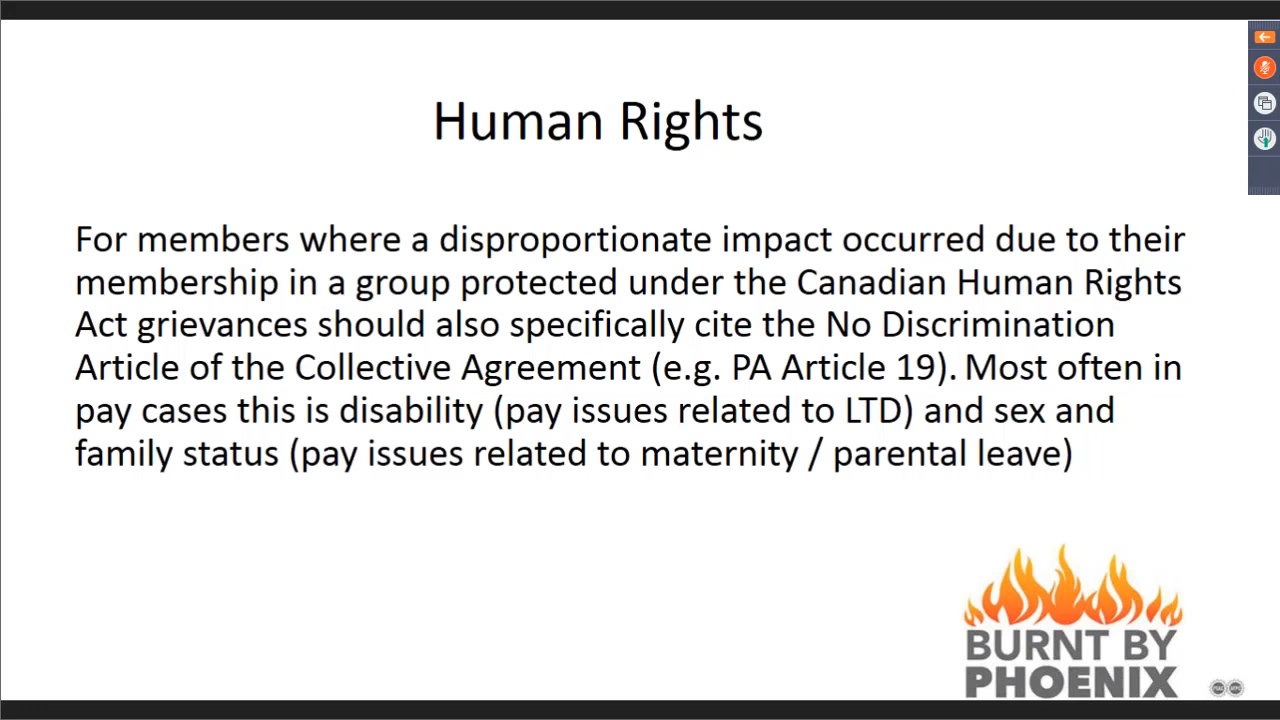 Human Rights
For members where a disproportionate impact occurred due to their
membership in a group protected under the Canadian Human Rights
Act grievances should also specifically cite the No Discrimination
Article of the Collective Agreement (e.g. PA Article 19). Most often in
pay cases this is disability (pay issues related to LTD) and sex and
family status (pay issues related to maternity / parental leave)
BURNT BY
PHOENIX